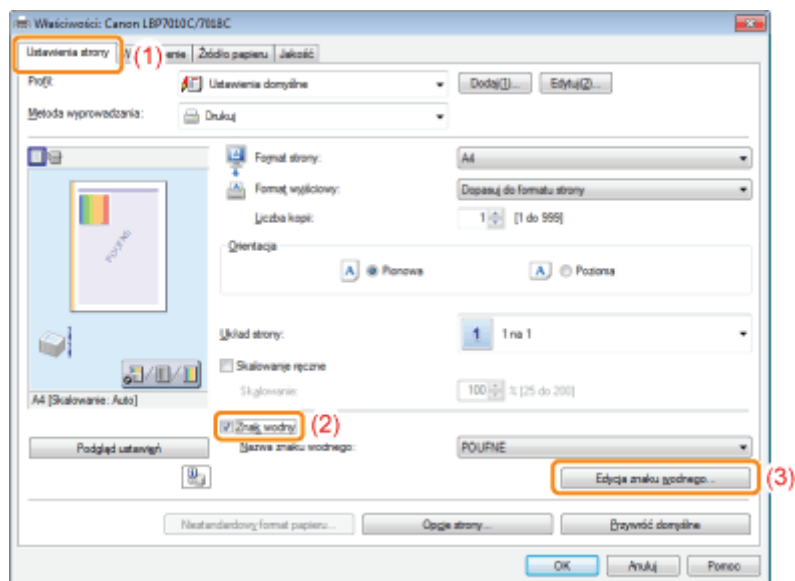 Właściwości: Canon LBP7010C/7018C
Ustawienia strony (1) enie Źródło papieru Jakość
Profil: Ustawienia domyślne Dodaj(1)... Edytuj(2)...
Metoda wyprowadzania: Drukuj
Format strony: A4
Format wyjściowy: Dopasuj do formatu strony
Liczba kopii: 1 [1 do 999]
Orientacja
A Pionowa A Pozioma
POUFNE
Układ strony: 1 1 na 1
Skalowanie ręczne
Skalowanie: 100 % [25 do 200]
A4 [Skalowanie: Auto]
Znak wodny (2)
Podgląd ustawień Nazwa znaku wodnego: POUFNE
Edycja znaku wodnego... (3)
Niestandardowy format papieru... Opcje strony... Przywróć domyślne
OK Anuluj Pomoc